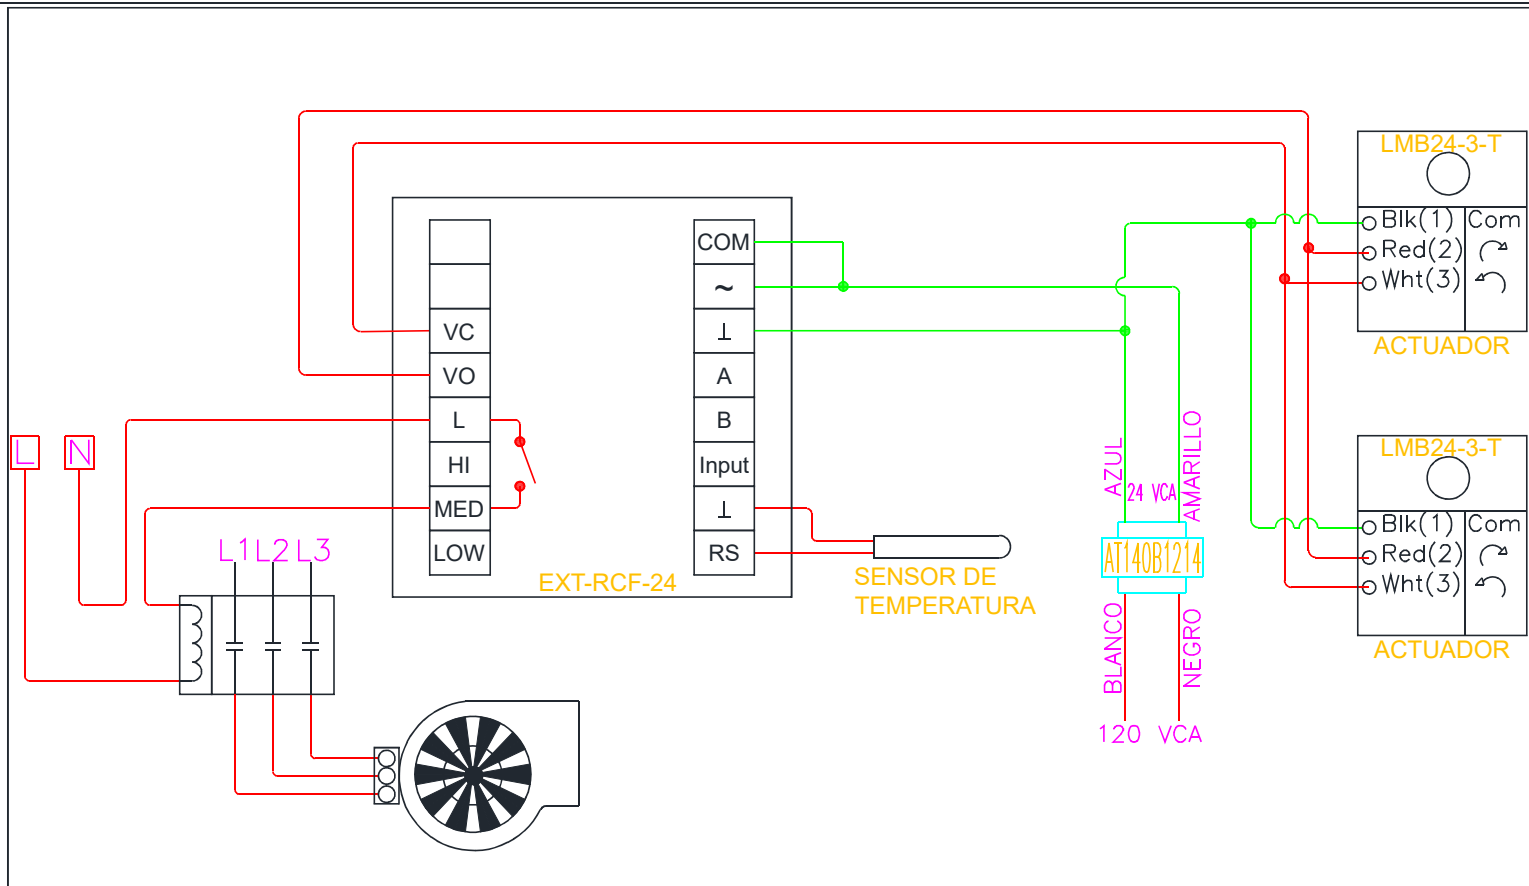 LMB24-3-T
Blk(1) Com
Red(2)
Wht(3)
ACTUADOR
COM
~
⊥
A
B
Input
⊥
RS
VC
VO
L
HI
MED
LOW
EXT-RCF-24
L N
L1 L2 L3
SENSOR DE
TEMPERATURA
AZUL
24 VCA
AMARILLO
AT140B1214
BLANCO
NEGRO
120 VCA
LMB24-3-T
Blk(1) Com
Red(2)
Wht(3)
ACTUADOR